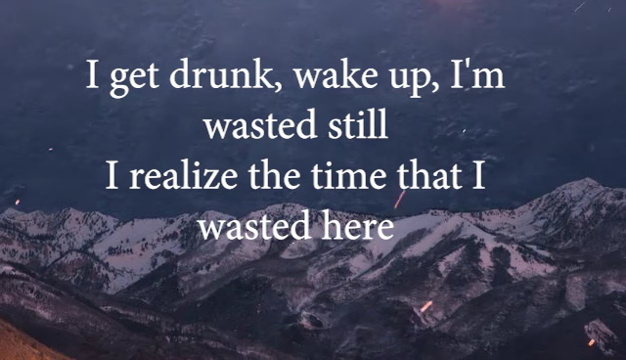 I get drunk, wake up, I'm
wasted still
I realize the time that I
wasted here